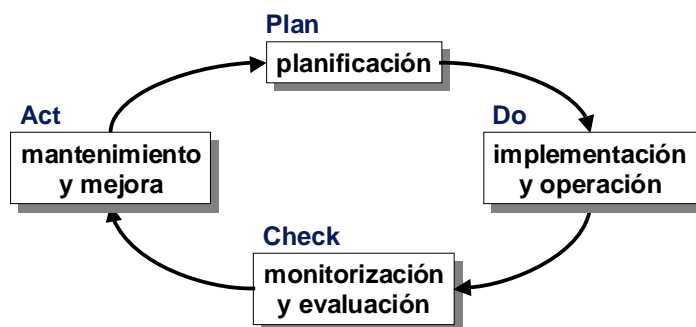 Plan
planificación
Act
mantenimiento
y mejora
Do
implementación
y operación
Check
monitorización
y evaluación